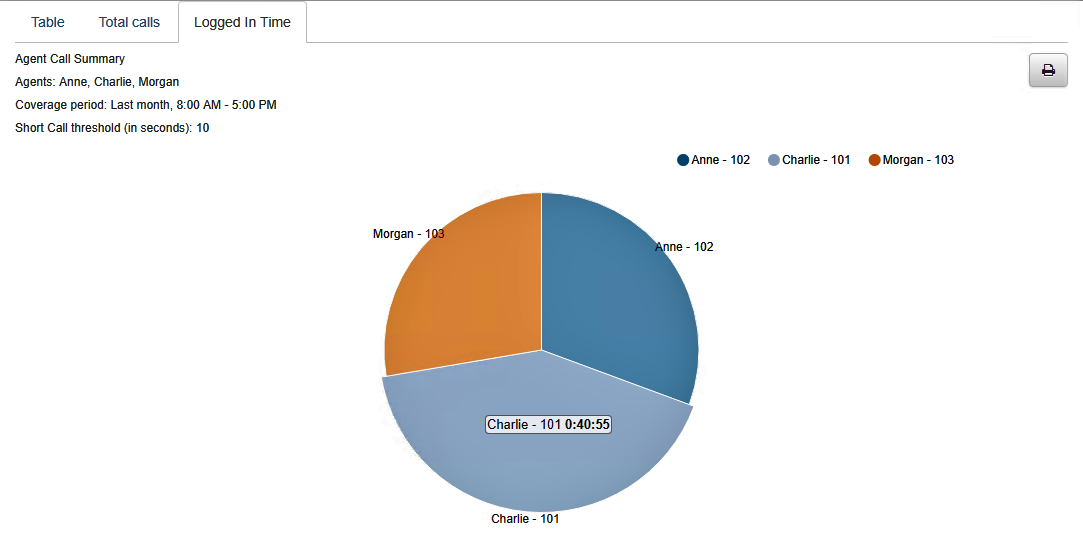 Table Total calls Logged In Time
Agent Call Summary
Agents: Anne, Charlie, Morgan
Coverage period: Last month, 8:00 AM - 5:00 PM
Short Call threshold (in seconds): 10
Anne - 102 Charlie - 101 Morgan - 103
Morgan - 103
Anne - 102
Charlie - 101 0:40:55
Charlie - 101